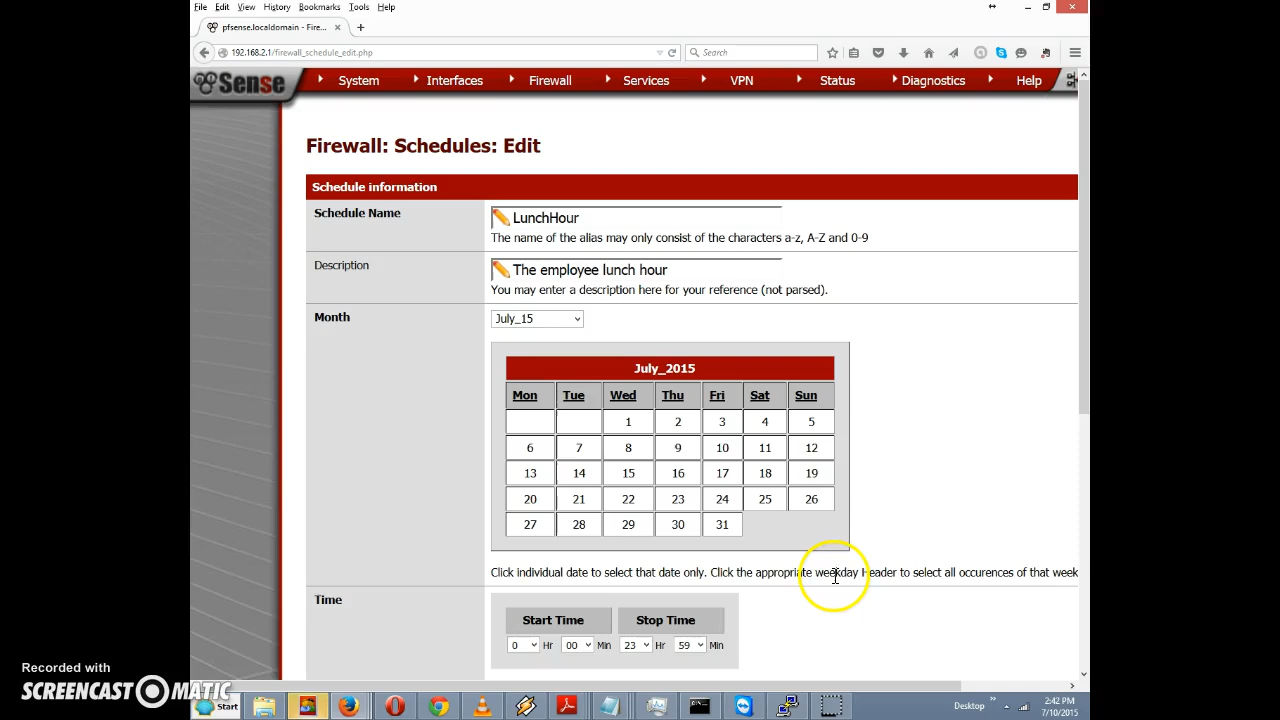 File Edit View History Bookmarks Tools Help
pfsense.localdomain - Fire...
192.168.2.1/firewall_schedule_edit.php
Search
Sense System Interfaces Firewall Services VPN Status Diagnostics Help
Firewall: Schedules: Edit
Schedule information
Schedule Name
LunchHour
The name of the alias may only consist of the characters a-z, A-Z and 0-9
Description
The employee lunch hour
You may enter a description here for your reference (not parsed).
Month
July_15
July_2015
Mon Tue Wed Thu Fri Sat Sun
1 2 3 4 5
6 7 8 9 10 11 12
13 14 15 16 17 18 19
20 21 22 23 24 25 26
27 28 29 30 31
Click individual date to select that date only. Click the appropriate weekday Header to select all occurences of that week
Time
Start Time Stop Time
0 Hr 00 Min 23 Hr 59 Min
Recorded with
SCREENCAST-O-MATIC
Start
Desktop
2:42 PM
7/10/2015